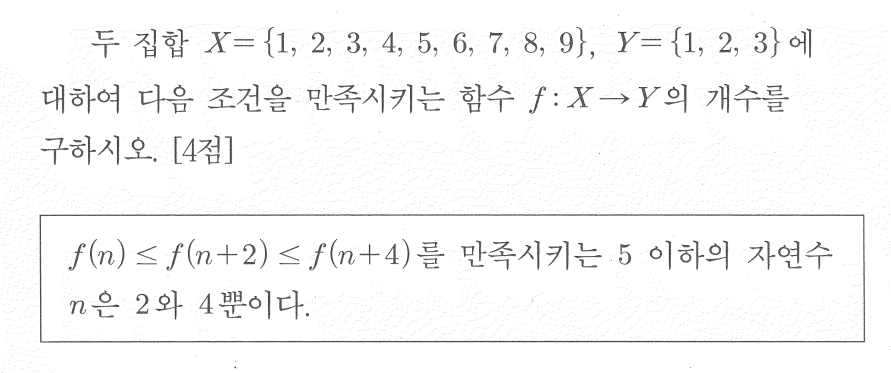 두 집합 X={1, 2, 3, 4, 5, 6, 7, 8, 9}, Y={1, 2, 3}에
대하여 다음 조건을 만족시키는 함수 f : X → Y의 개수를
구하시오. [4점]
f(n) ≤ f(n+2) ≤ f(n+4)를 만족시키는 5 이하의 자연수
n은 2와 4뿐이다.